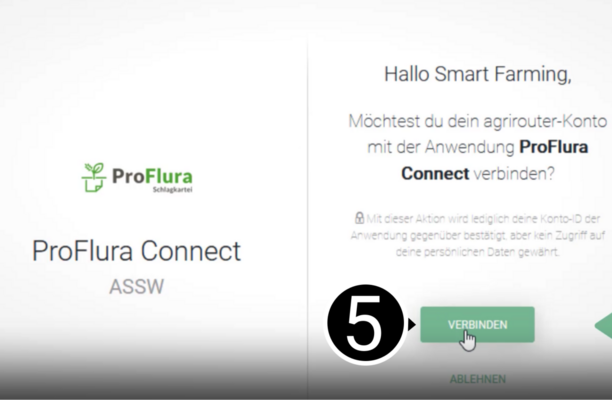 ProFlura
Schlagkartei
ProFlura Connect
ASSW
Hallo Smart Farming,
Möchtest du dein agrirouter-Konto
mit der Anwendung ProFlura
Connect verbinden?
Mit dieser Aktion wird lediglich deine Konto-ID der
Anwendung gegenüber bestätigt, aber kein Zugriff auf
deine persönlichen Daten gewährt.
5
VERBINDEN
ABLEHNEN